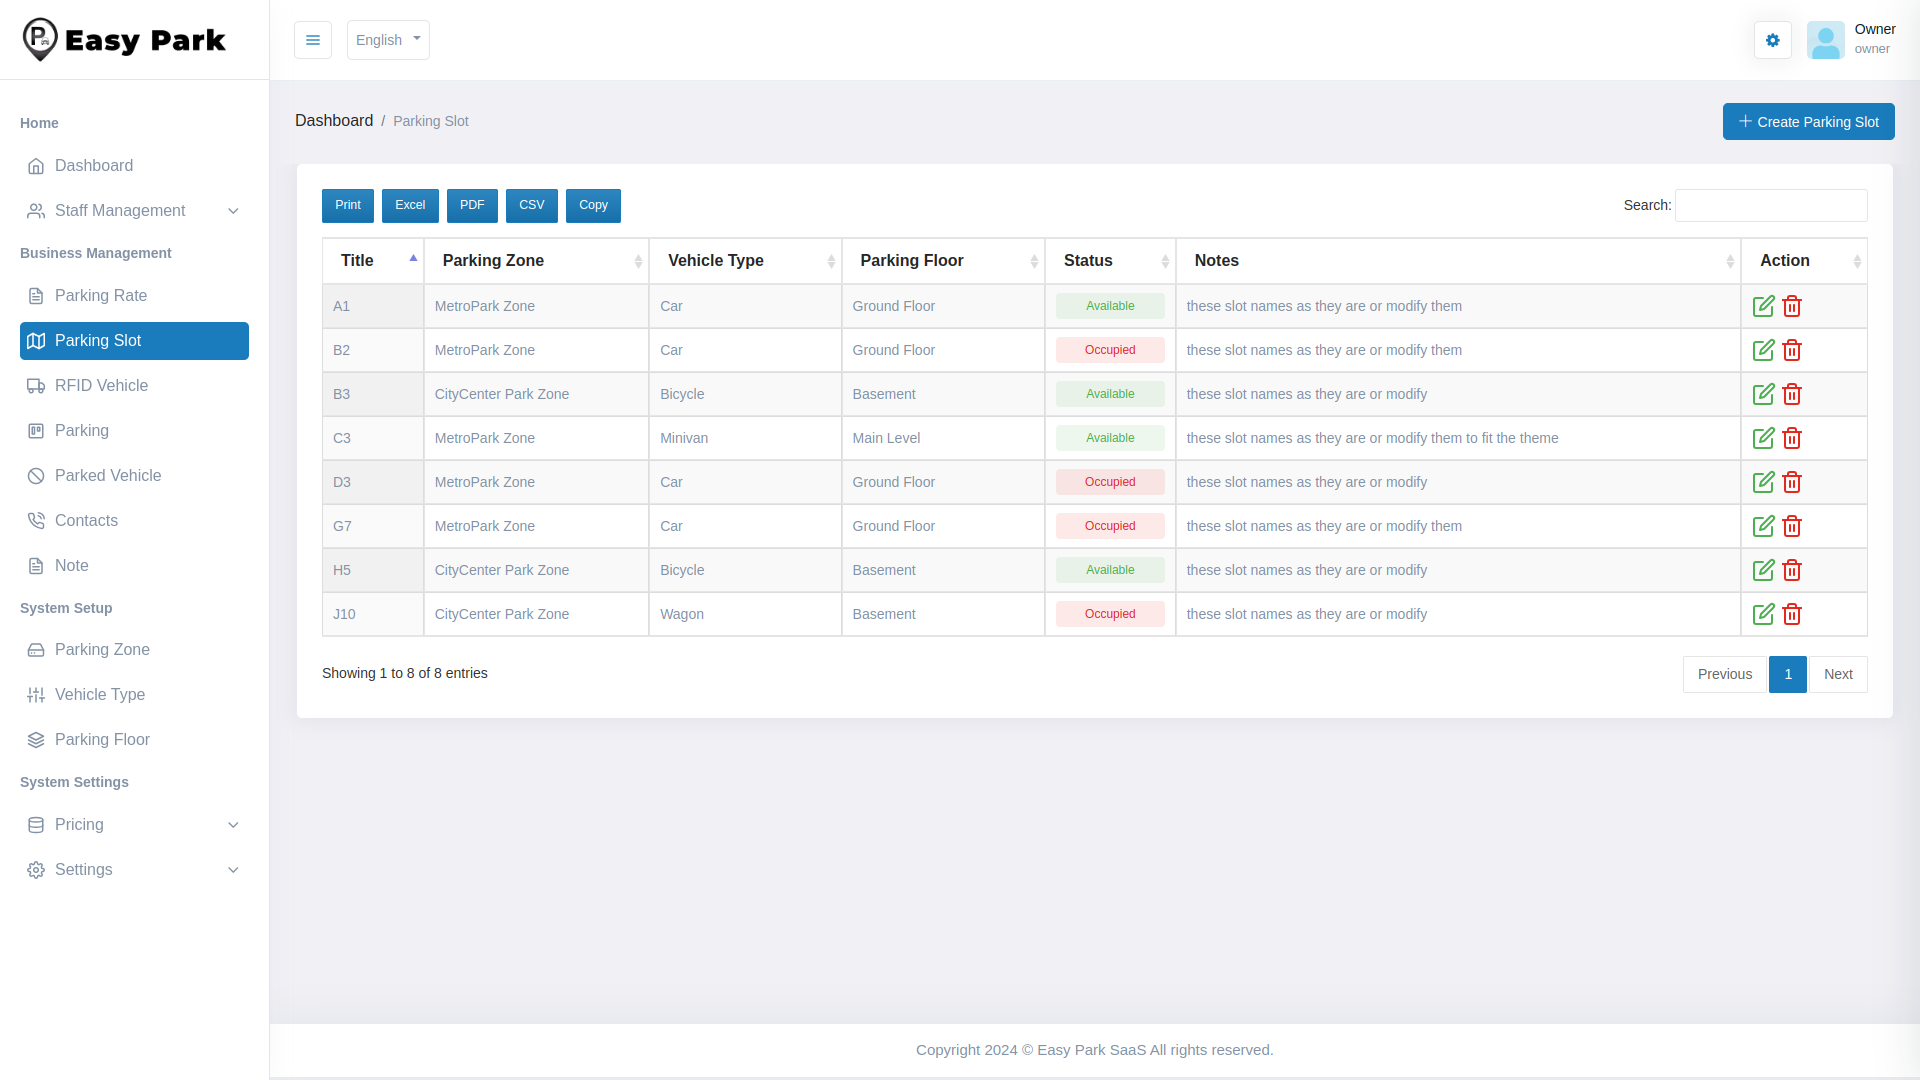 Easy Park
English
Owner
owner
Home
Dashboard
Staff Management
Business Management
Parking Rate
Parking Slot
RFID Vehicle
Parking
Parked Vehicle
Contacts
Note
System Setup
Parking Zone
Vehicle Type
Parking Floor
System Settings
Pricing
Settings
Dashboard / Parking Slot
Create Parking Slot
Print Excel PDF CSV Copy
Search:
Title Parking Zone Vehicle Type Parking Floor Status Notes Action
A1 MetroPark Zone Car Ground Floor Available these slot names as they are or modify them
B2 MetroPark Zone Car Ground Floor Occupied these slot names as they are or modify them
B3 CityCenter Park Zone Bicycle Basement Available these slot names as they are or modify
C3 MetroPark Zone Minivan Main Level Available these slot names as they are or modify them to fit the theme
D3 MetroPark Zone Car Ground Floor Occupied these slot names as they are or modify
G7 MetroPark Zone Car Ground Floor Occupied these slot names as they are or modify them
H5 CityCenter Park Zone Bicycle Basement Available these slot names as they are or modify
J10 CityCenter Park Zone Wagon Basement Occupied these slot names as they are or modify
Showing 1 to 8 of 8 entries
Previous 1 Next
Copyright 2024 © Easy Park SaaS All rights reserved.